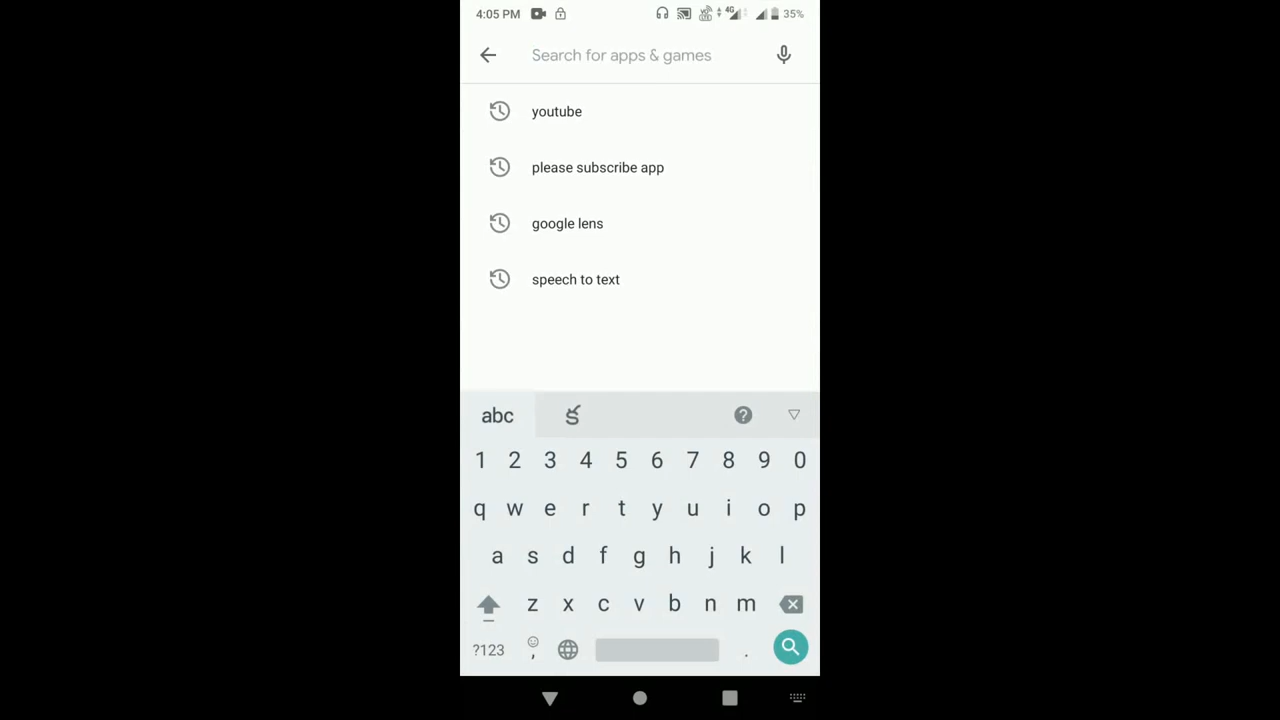 4:05 PM 4G 35%
Search for apps & games
youtube
please subscribe app
google lens
speech to text
abc
1 2 3 4 5 6 7 8 9 0
q w e r t y u i o p
a s d f g h j k l
z x c v b n m
?123 , .